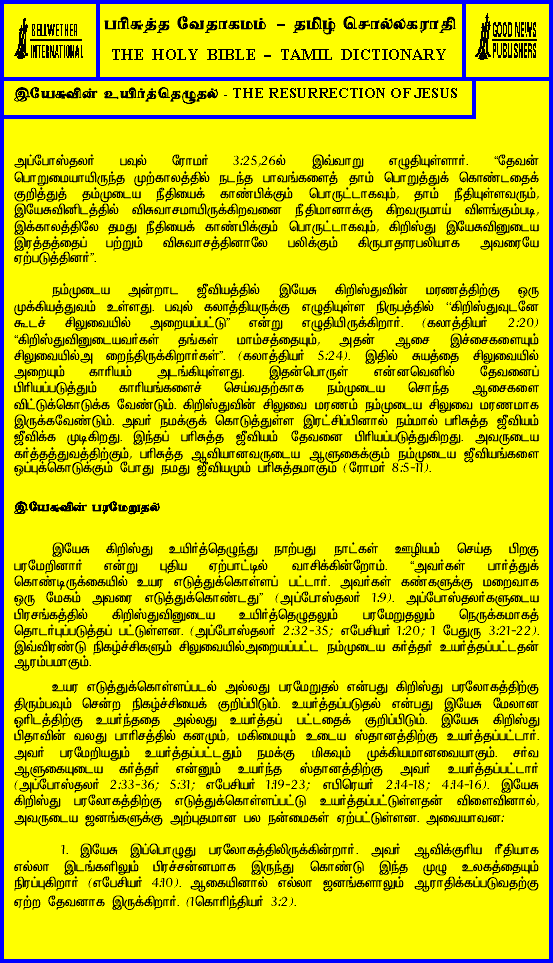 BELLWETHER
INTERNATIONAL
பரிசுத்த வேதாகமம் – தமிழ் சொல்லகராதி
THE HOLY BIBLE – TAMIL DICTIONARY
GOOD NEWS
PUBLISHERS
இயேசுவின் உயிர்த்தெழுதல் - THE RESURRECTION OF JESUS
அப்போஸ்தலர் பவுல் ரோமர் 3:25,26ல் இவ்வாறு எழுதியுள்ளார். “தேவன்
பொறுமையாயிருந்த முற்காலத்தில் நடந்த பாவங்களைத் தாம் பொறுத்துக் கொண்டதைக்
குறித்துத் தம்முடைய நீதியைக் காண்பிக்கும் பொருட்டாகவும், தாம் நீதியுள்ளவரும்,
இயேசுவினிடத்தில் விசுவாசமாயிருக்கிறவனை நீதிமானாக்கு கிறவருமாய் விளங்கும்படி,
இக்காலத்திலே தமது நீதியைக் காண்பிக்கும் பொருட்டாகவும், கிறிஸ்து இயேசுவினுடைய
இரத்தத்தைப் பற்றும் விசுவாசத்தினாலே பலிக்கும் கிருபாதாரபலியாக அவரையே
ஏற்படுத்தினார்”.
நம்முடைய அன்றாட ஜீவியத்தில் இயேசு கிறிஸ்துவின் மரணத்திற்கு ஒரு
முக்கியத்துவம் உள்ளது. பவுல் கலாத்தியருக்கு எழுதியுள்ள நிருபத்தில் “கிறிஸ்துவுடனே
கூடச் சிலுவையில் அறையப்பட்டு” என்று எழுதியிருக்கிறார். (கலாத்தியர் 2:20)
“கிறிஸ்துவினுடையவர்கள் தங்கள் மாம்சத்தையும், அதன் ஆசை இச்சைகளையும்
சிலுவையில்அ றைந்திருக்கிறார்கள்”. (கலாத்தியர் 5:24). இதில் சுயத்தை சிலுவையில்
அறையும் காரியம் அடங்கியுள்ளது. இதன்பொருள் என்னவெனில் தேவனைப்
பிரியப்படுத்தும் காரியங்களைச் செய்வதற்காக நம்முடைய சொந்த ஆசைகளை
விட்டுக்கொடுக்க வேண்டும். கிறிஸ்துவின் சிலுவை மரணம் நம்முடைய சிலுவை மரணமாக
இருக்கவேண்டும். அவர் நமக்குக் கொடுத்துள்ள இரட்சிப்பினால் நம்மால் பரிசுத்த ஜீவியம்
ஜீவிக்க முடிகிறது. இந்தப் பரிசுத்த ஜீவியம் தேவனை பிரியப்படுத்துகிறது. அவருடைய
கர்த்தத்துவத்திற்கும், பரிசுத்த ஆவியானவருடைய ஆளுகைக்கும் நம்முடைய ஜீவியங்களை
ஒப்புக்கொடுக்கும் போது நமது ஜீவியமும் பரிசுத்தமாகும் (ரோமர் 8:5-11).
இயேசுவின் பரமேறுதல்
இயேசு கிறிஸ்து உயிர்த்தெழுந்து நாற்பது நாட்கள் ஊழியம் செய்த பிறகு
பரமேறினார் என்று புதிய ஏற்பாட்டில் வாசிக்கின்றோம். “அவர்கள் பார்த்துக்
கொண்டிருக்கையில் உயர எடுத்துக்கொள்ளப் பட்டார். அவர்கள் கண்களுக்கு மறைவாக
ஒரு மேகம் அவரை எடுத்துக்கொண்டது” (அப்போஸ்தலர் 1:9). அப்போஸ்தலர்களுடைய
பிரசங்கத்தில் கிறிஸ்துவினுடைய உயிர்த்தெழுதலும் பரமேறுதலும் நெருக்கமாகத்
தொடர்புப்படுத்தப் பட்டுள்ளன. (அப்போஸ்தலர் 2:32-35; எபேசியர் 1:20; 1 பேதுரு 3:21-22).
இவ்விரண்டு நிகழ்ச்சிகளும் சிலுவையில்அறையப்பட்ட நம்முடைய கர்த்தர் உயர்த்தப்பட்டதன்
ஆரம்பமாகும்.
உயர எடுத்துக்கொள்ளப்படல் அல்லது பரமேறுதல் என்பது கிறிஸ்து பரலோகத்திற்கு
திரும்பவும் சென்ற நிகழ்ச்சியைக் குறிப்பிடும். உயர்த்தப்படுதல் என்பது இயேசு மேலான
ஓரிடத்திற்கு உயர்ந்ததை அல்லது உயர்த்தப் பட்டதைக் குறிப்பிடும். இயேசு கிறிஸ்து
பிதாவின் வலது பாரிசத்தில் கனமும், மகிமையும் உடைய ஸ்தானத்திற்கு உயர்த்தப்பட்டார்.
அவர் பரமேறியதும் உயர்த்தப்பட்டதும் நமக்கு மிகவும் முக்கியமானவையாகும். சர்வ
ஆளுகையுடைய கர்த்தர் என்னும் உயர்ந்த ஸ்தானத்திற்கு அவர் உயர்த்தப்பட்டார்
(அப்போஸ்தலர் 2:33-36; 5:31; எபேசியர் 1:19-23; எபிரெயர் 2:14-18; 4:14-16). இயேசு
கிறிஸ்து பரலோகத்திற்கு எடுத்துக்கொள்ளப்பட்டு உயர்த்தப்பட்டுள்ளதன் விளைவினால்,
அவருடைய ஜனங்களுக்கு அற்புதமான பல நன்மைகள் ஏற்பட்டுள்ளன. அவையாவன:
1. இயேசு இப்பொழுது பரலோகத்திலிருக்கின்றார். அவர் ஆவிக்குரிய ரீதியாக
எல்லா இடங்களிலும் பிரச்சன்னமாக இருந்து கொண்டு இந்த முழு உலகத்தையும்
நிரப்புகிறார் (எபேசியர் 4:10). ஆகையினால் எல்லா ஜனங்களாலும் ஆராதிக்கப்படுவதற்கு
ஏற்ற தேவனாக இருக்கிறார். (1கொரிந்தியர் 3:2).